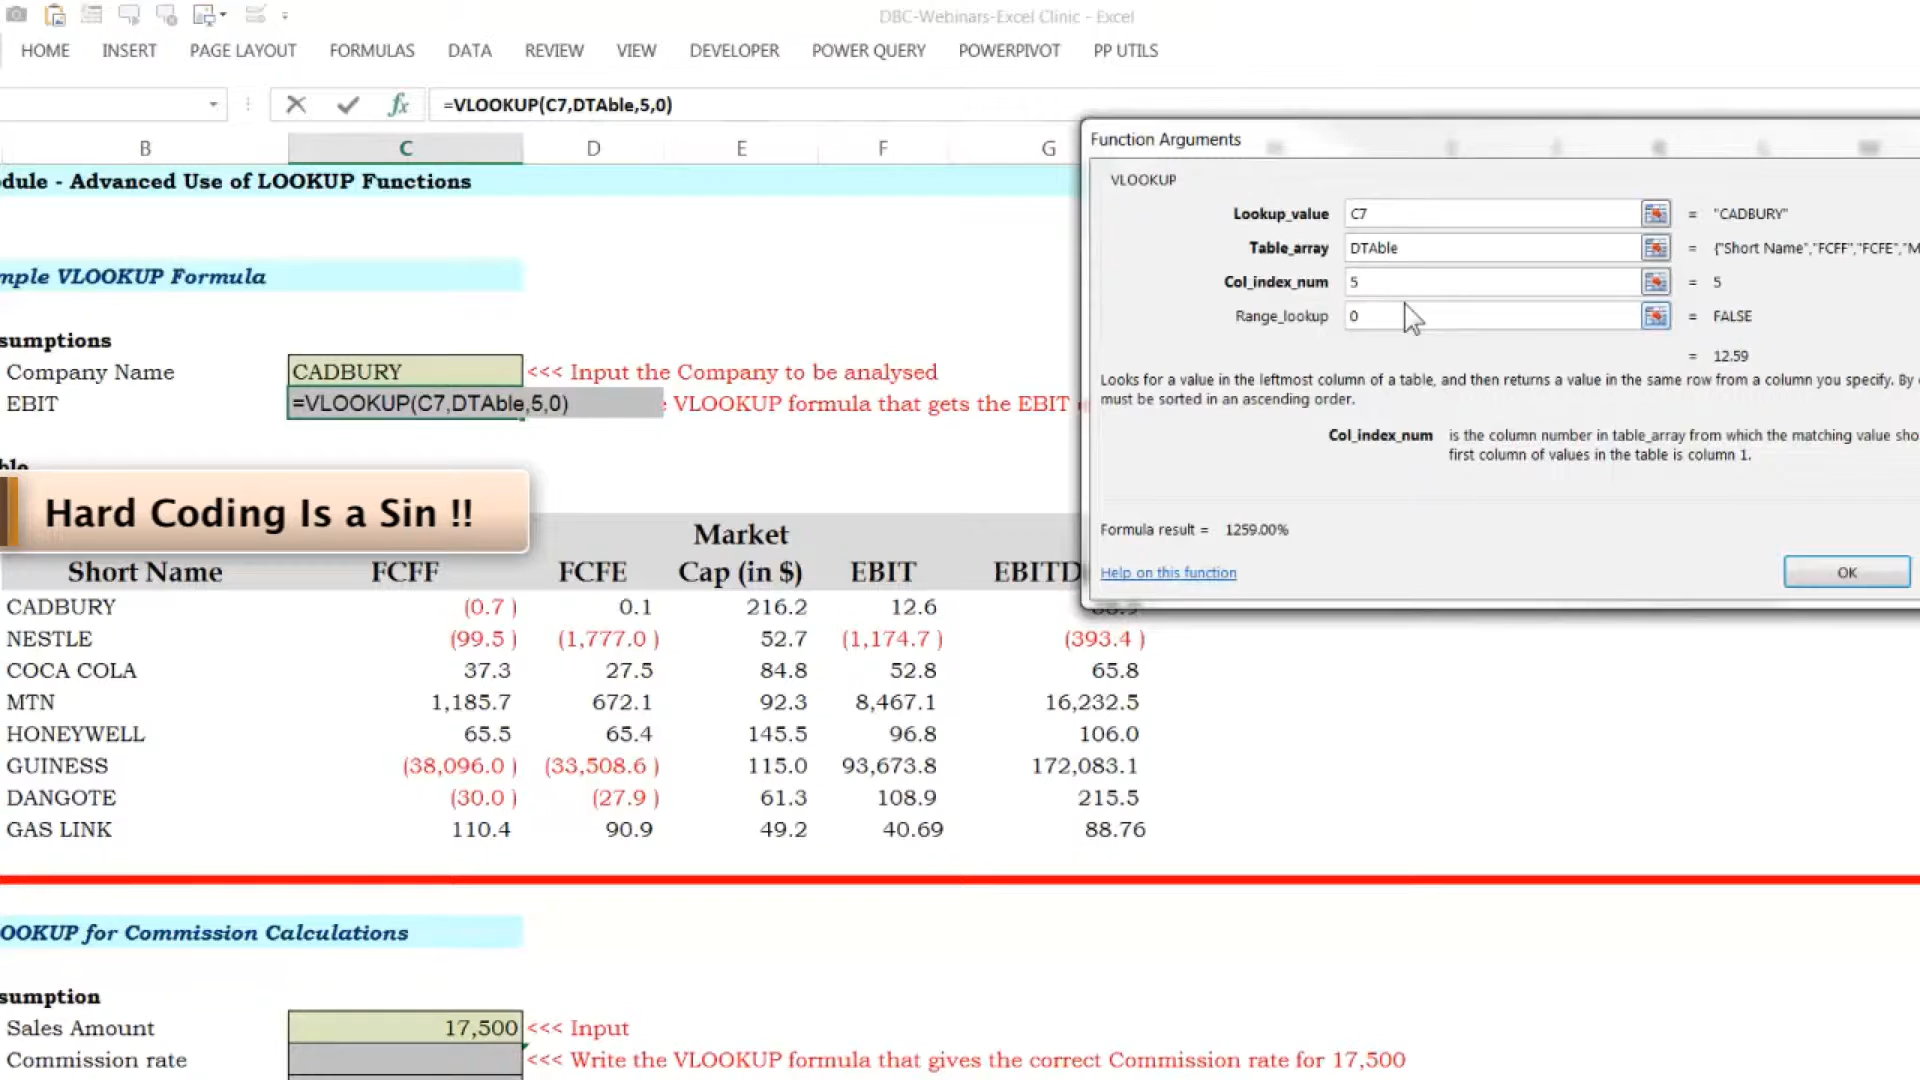 DBC-Webinars-Excel Clinic - Excel
HOME INSERT PAGE LAYOUT FORMULAS DATA REVIEW VIEW DEVELOPER POWER QUERY POWERPIVOT PP UTILS
fx =VLOOKUP(C7,DTAble,5,0)
B C D E F G
dule - Advanced Use of LOOKUP Functions
mple VLOOKUP Formula
sumptions
Company Name CADBURY <<< Input the Company to be analysed
EBIT =VLOOKUP(C7,DTAble,5,0) : VLOOKUP formula that gets the EBIT
Hard Coding Is a Sin !!
Market
Short Name FCFF FCFE Cap (in $) EBIT EBITD
CADBURY (0.7 ) 0.1 216.2 12.6
NESTLE (99.5 ) (1,777.0 ) 52.7 (1,174.7 ) (393.4 )
COCA COLA 37.3 27.5 84.8 52.8 65.8
MTN 1,185.7 672.1 92.3 8,467.1 16,232.5
HONEYWELL 65.5 65.4 145.5 96.8 106.0
GUINESS (38,096.0 ) (33,508.6 ) 115.0 93,673.8 172,083.1
DANGOTE (30.0 ) (27.9 ) 61.3 108.9 215.5
GAS LINK 110.4 90.9 49.2 40.69 88.76
OOKUP for Commission Calculations
sumption
Sales Amount 17,500 <<< Input
Commission rate <<< Write the VLOOKUP formula that gives the correct Commission rate for 17,500
Function Arguments
VLOOKUP
Lookup_value C7 = "CADBURY"
Table_array DTAble = {"Short Name","FCFF","FCFE","M
Col_index_num 5 = 5
Range_lookup 0 = FALSE
= 12.59
Looks for a value in the leftmost column of a table, and then returns a value in the same row from a column you specify. By
must be sorted in an ascending order.
Col_index_num is the column number in table_array from which the matching value sho
first column of values in the table is column 1.
Formula result = 1259.00%
Help on this function OK